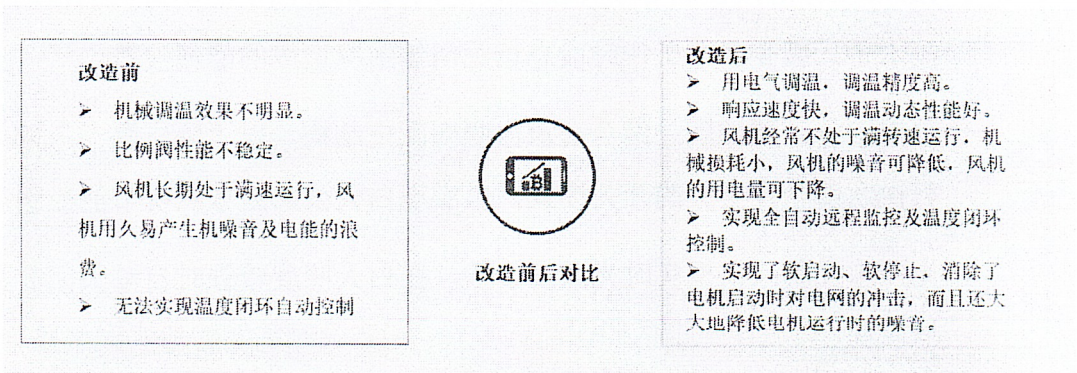 改造前
➢ 机械调温效果不明显。
➢ 比例阀性能不稳定。
➢ 风机长期处于满速运行，风
机用久易产生机噪音及电能的浪
费。
➢ 无法实现温度闭环自动控制
改造前后对比
改造后
➢ 用电气调温，调温精度高。
➢ 响应速度快，调温动态性能好。
➢ 风机经常不处于满转速运行，机
械损耗小，风机的噪音可降低，风机
的用电量可下降。
➢ 实现全自动远程监控及温度闭环
控制。
➢ 实现了软启动、软停止，消除了
电机启动时对电网的冲击，而且还大
大地降低电机运行时的噪音。